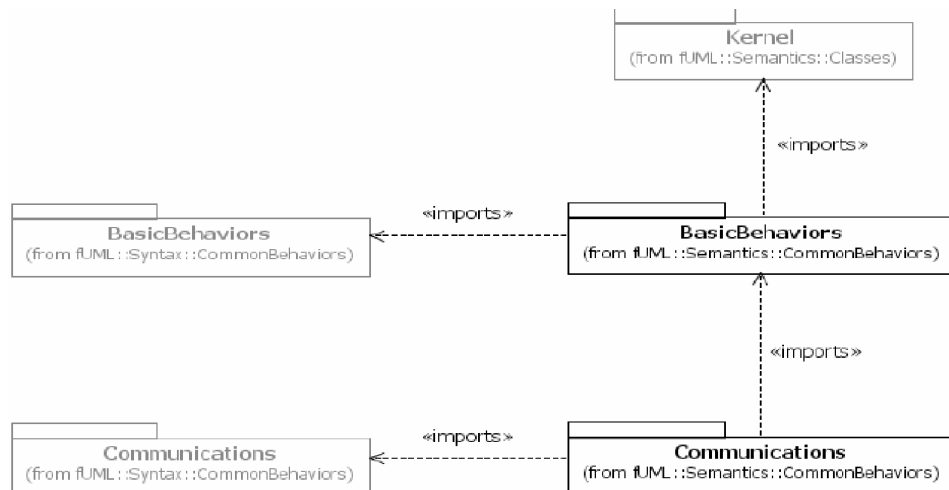 Kernel
(from fUML::Semantics::Classes)
«imports»
«imports»
BasicBehaviors
(from fUML::Syntax::CommonBehaviors)
BasicBehaviors
(from fUML::Semantics::CommonBehaviors)
«imports»
«imports»
Communications
(from fUML::Syntax::CommonBehaviors)
Communications
(from fUML::Semantics::CommonBehaviors)